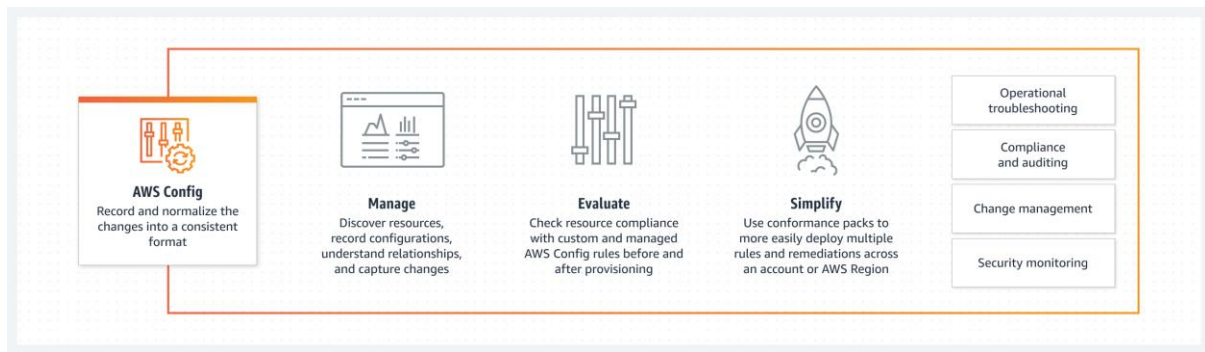 AWS Config
Record and normalize the
changes into a consistent
format
Manage
Discover resources,
record configurations,
understand relationships,
and capture changes
Evaluate
Check resource compliance
with custom and managed
AWS Config rules before and
after provisioning
Simplify
Use conformance packs to
more easily deploy multiple
rules and remediations across
an account or AWS Region
Operational
troubleshooting
Compliance
and auditing
Change management
Security monitoring